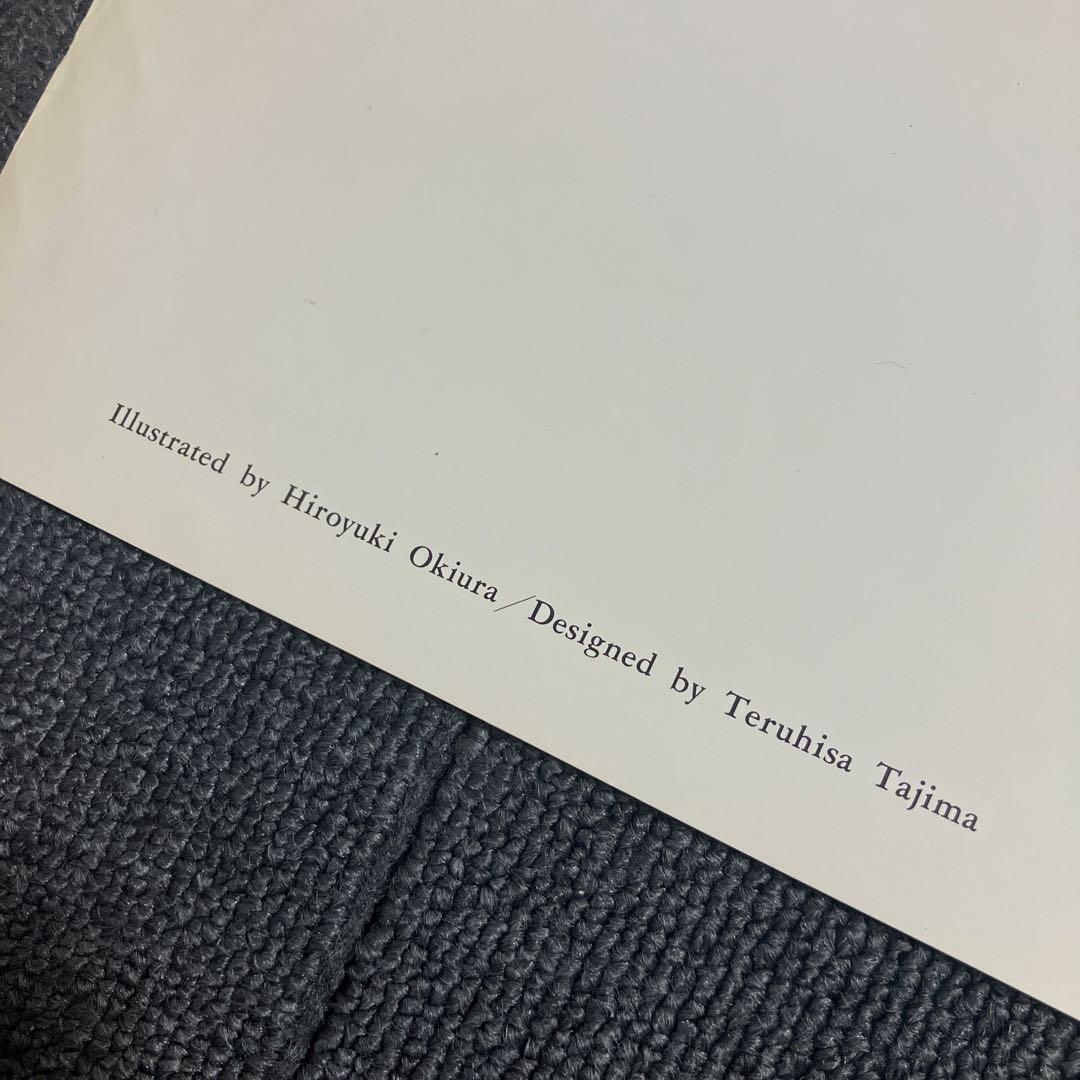 Illustrated by Hiroyuki Okiura／Designed by Teruhisa Tajima